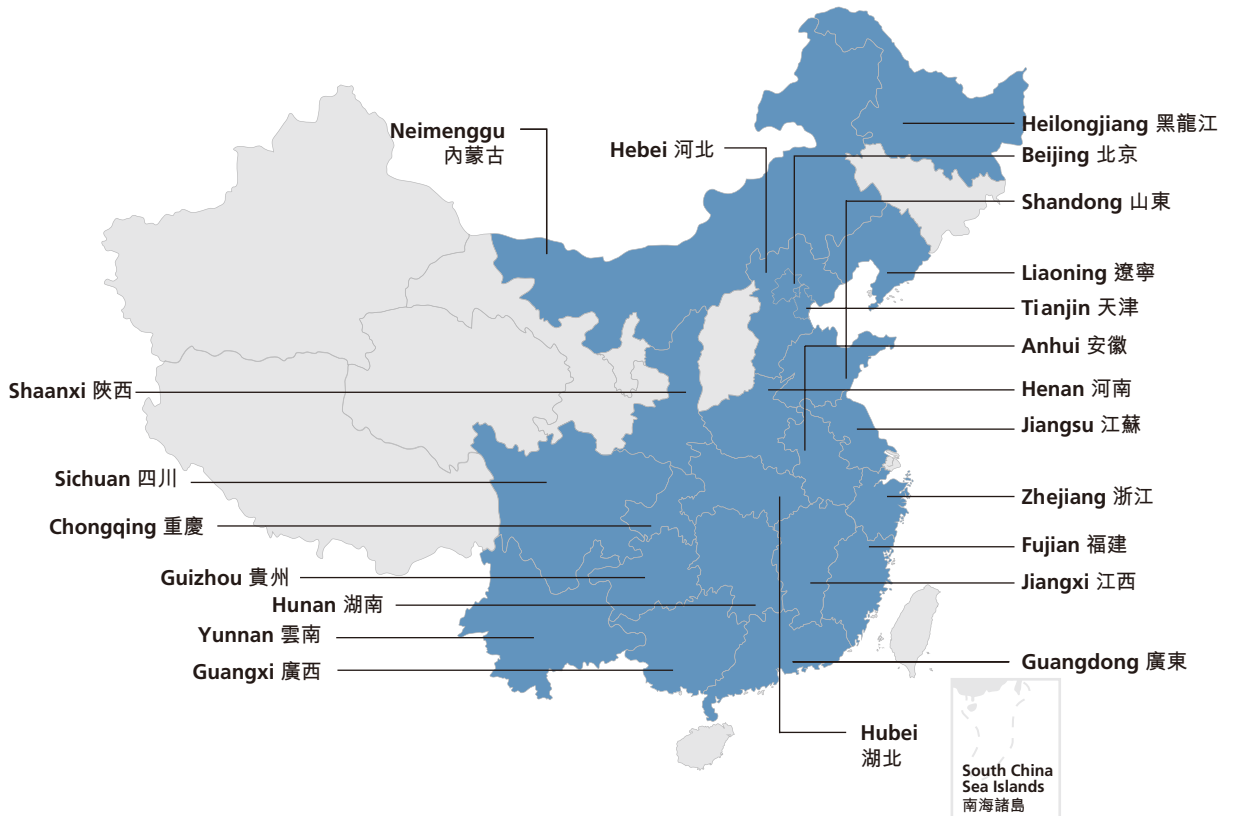 Neimenggu
內蒙古
Hebei 河北
Heilongjiang 黑龍江
Beijing 北京
Shandong 山東
Liaoning 遼寧
Tianjin 天津
Anhui 安徽
Shaanxi 陝西
Henan 河南
Jiangsu 江蘇
Sichuan 四川
Zhejiang 浙江
Chongqing 重慶
Fujian 福建
Guizhou 貴州
Jiangxi 江西
Hunan 湖南
Yunnan 雲南
Guangxi 廣西
Guangdong 廣東
Hubei
湖北
South China
Sea Islands
南海諸島